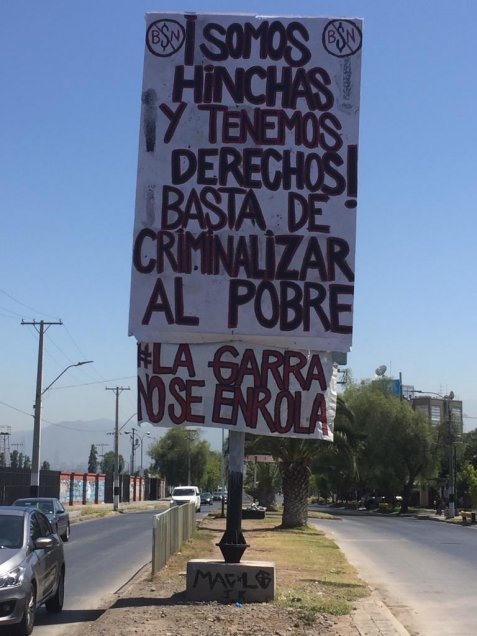 BSN BSN
¡SOMOS
HINCHAS
Y TENEMOS
DERECHOS!
BASTA DE
CRIMINALIZAR
AL POBRE
#LA GARRA
NO SE ENROLA